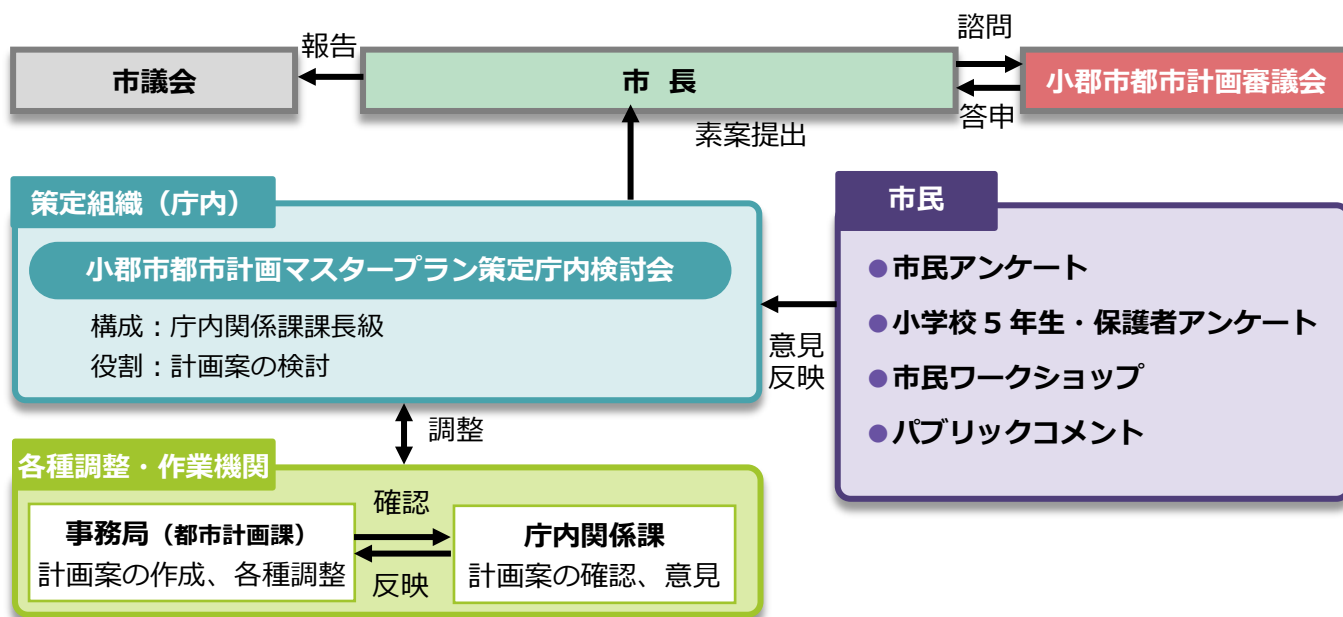 報告
諮問
市議会
市 長
小郡市都市計画審議会
答申
素案提出
策定組織（庁内）
小郡市都市計画マスタープラン策定庁内検討会
構成：庁内関係課課長級
役割：計画案の検討
市民
●市民アンケート
●小学校５年生・保護者アンケート
●市民ワークショップ
●パブリックコメント
意見
反映
調整
各種調整・作業機関
事務局（都市計画課）
計画案の作成、各種調整
確認
反映
庁内関係課
計画案の確認、意見